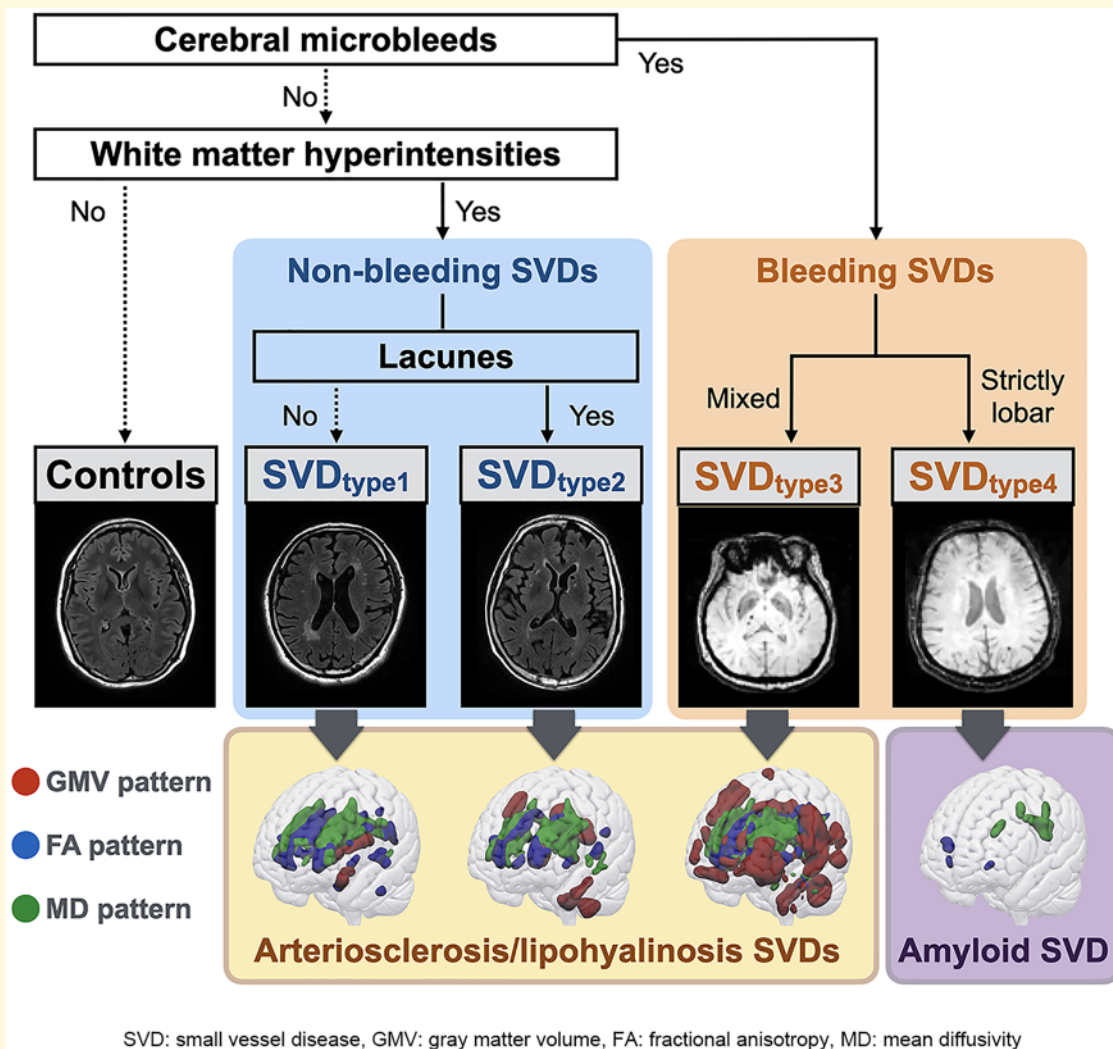 Cerebral microbleeds
Yes
No
White matter hyperintensities
No
Yes
Non-bleeding SVDs
Bleeding SVDs
Lacunes
No
Yes
Mixed
Strictly
lobar
Controls
SVDtype1
SVDtype2
SVDtype3
SVDtype4
GMV pattern
FA pattern
MD pattern
Arteriosclerosis/lipohyalinosis SVDs
Amyloid SVD
SVD: small vessel disease, GMV: gray matter volume, FA: fractional anisotropy, MD: mean diffusivity